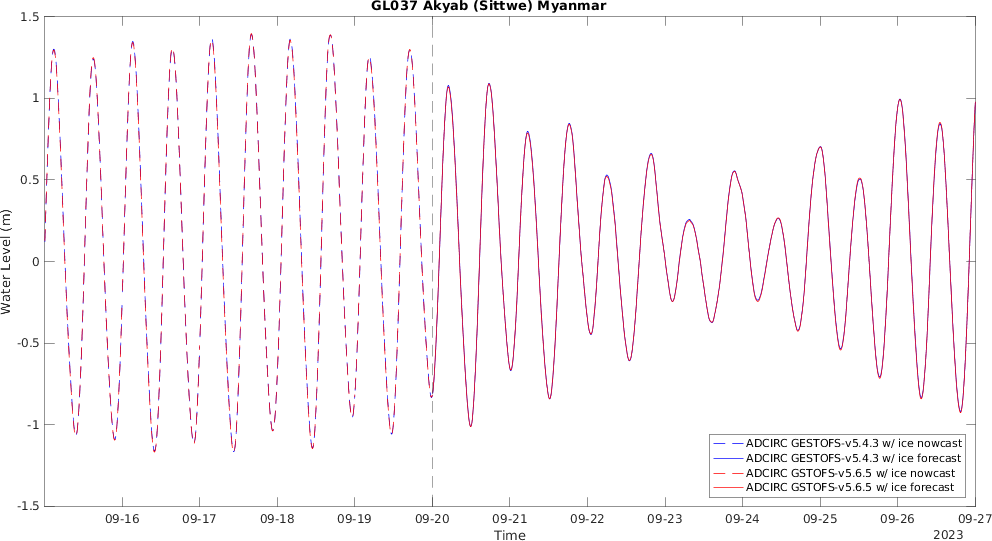 GL037 Akyab (Sittwe) Myanmar
1.5
1
0.5
0
-0.5
-1
-1.5
Water Level (m)
ADCIRC GESTOFS-v5.4.3 w/ ice nowcast
ADCIRC GESTOFS-v5.4.3 w/ ice forecast
ADCIRC GSTOFS-v5.6.5 w/ ice nowcast
ADCIRC GSTOFS-v5.6.5 w/ ice forecast
09-16 09-17 09-18 09-19 09-20 09-21 09-22 09-23 09-24 09-25 09-26 09-27
Time
2023